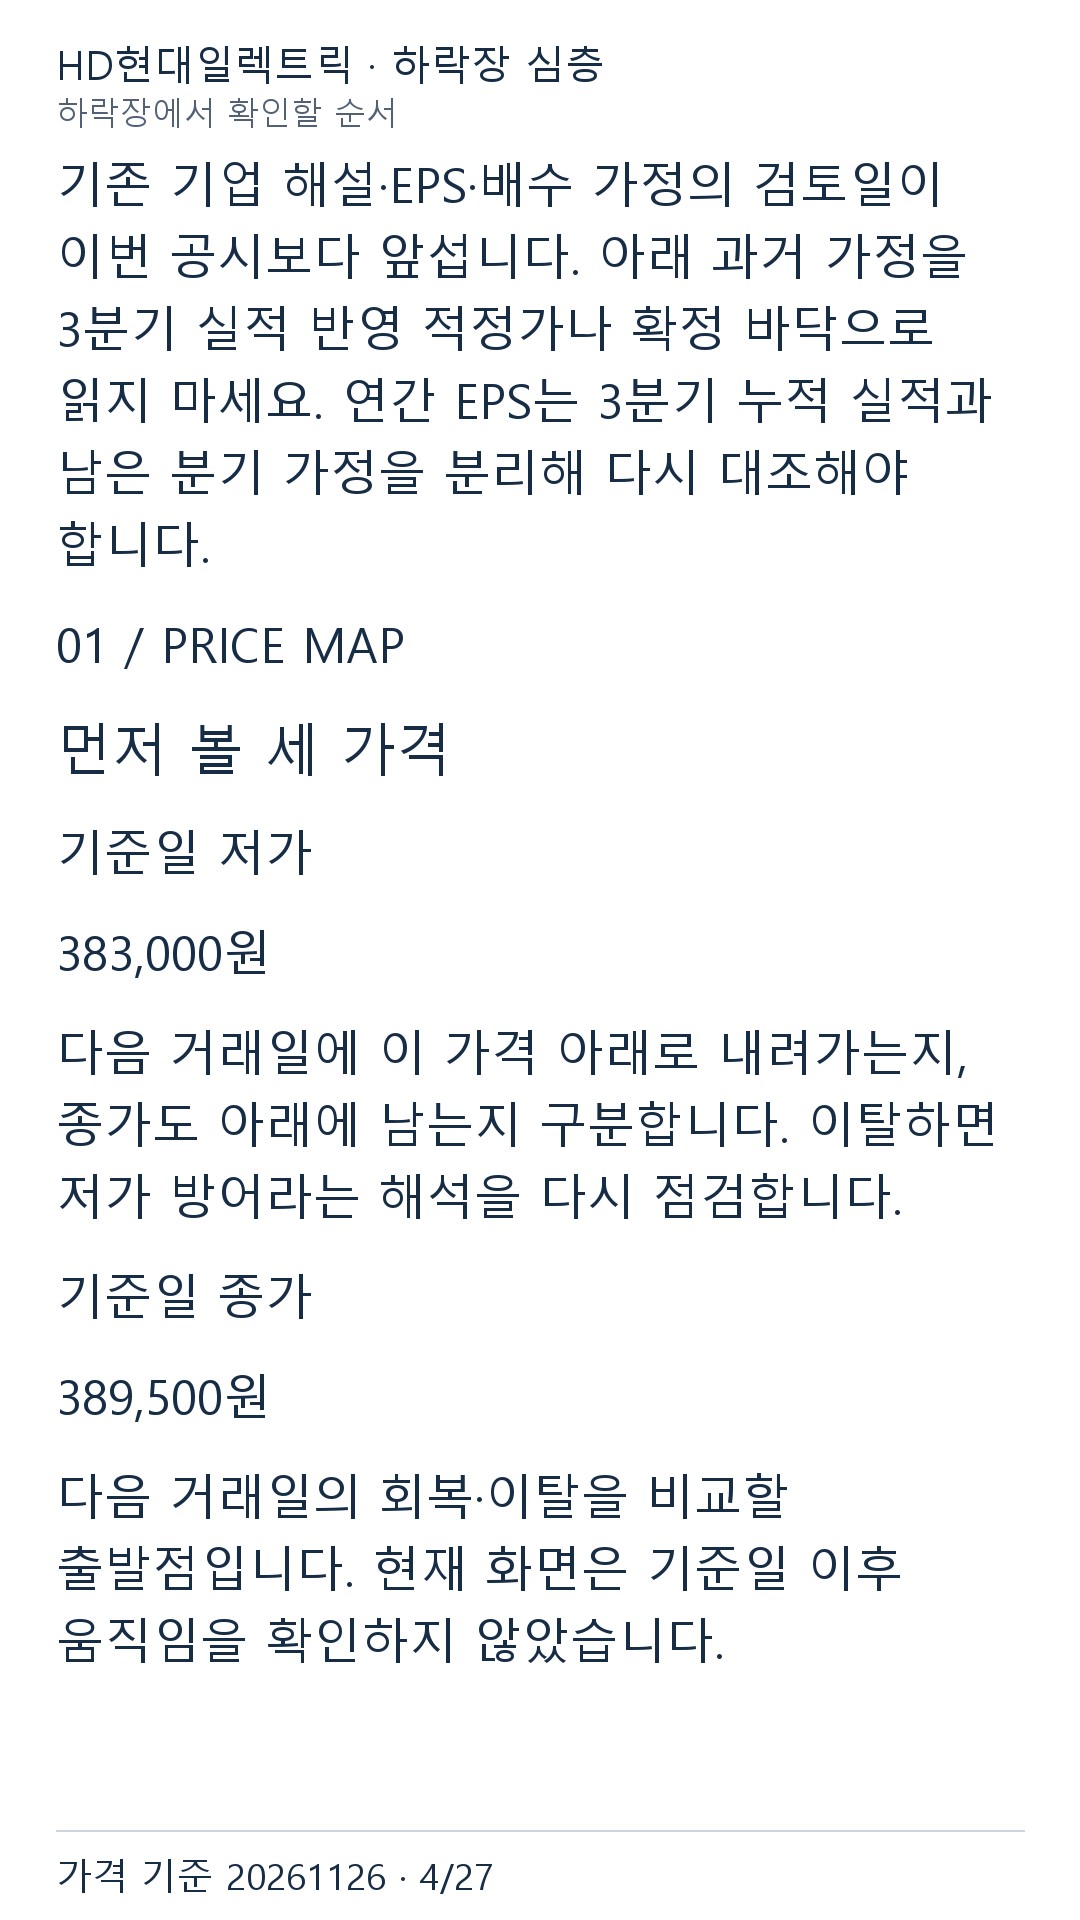 HD현대일렉트릭 · 하락장 심층
하락장에서 확인할 순서
기존 기업 해설·EPS·배수 가정의 검토일이
이번 공시보다 앞섭니다. 아래 과거 가정을
3분기 실적 반영 적정가나 확정 바닥으로
읽지 마세요. 연간 EPS는 3분기 누적 실적과
남은 분기 가정을 분리해 다시 대조해야
합니다.
01 / PRICE MAP
먼저 볼 세 가격
기준일 저가
383,000원
다음 거래일에 이 가격 아래로 내려가는지,
종가도 아래에 남는지 구분합니다. 이탈하면
저가 방어라는 해석을 다시 점검합니다.
기준일 종가
389,500원
다음 거래일의 회복·이탈을 비교할
출발점입니다. 현재 화면은 기준일 이후
움직임을 확인하지 않았습니다.
가격 기준 20261126 · 4/27